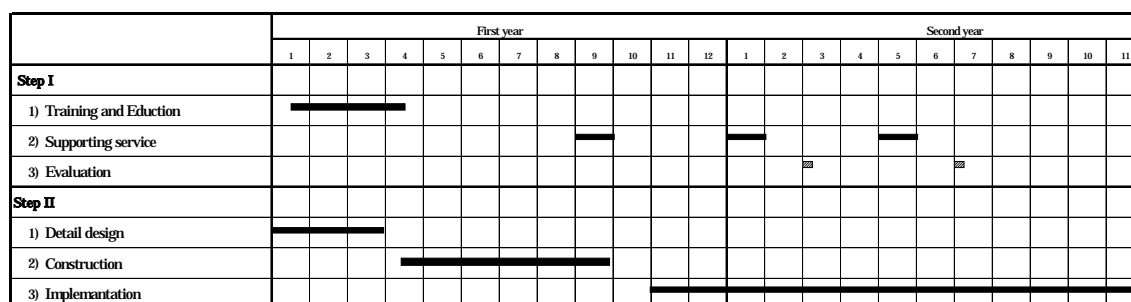 First year Second year
1 2 3 4 5 6 7 8 9 10 11 12 1 2 3 4 5 6 7 8 9 10 11
Step I
1) Training and Eduction
2) Supporting service
3) Evaluation
Step II
1) Detail design
2) Construction
3) Implemantation